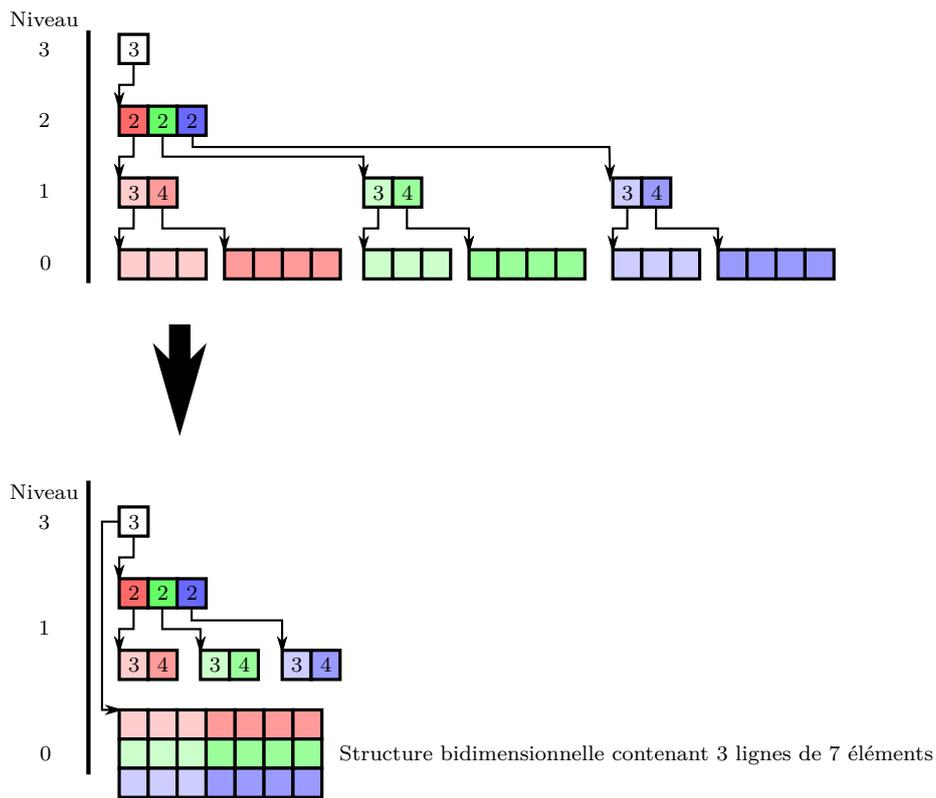 Niveau
3 3
2 2 2 2
1 3 4 3 4 3 4
0
Niveau
3 3
2 2 2
1
3 4 3 4 3 4
0 Structure bidimensionnelle contenant 3 lignes de 7 éléments